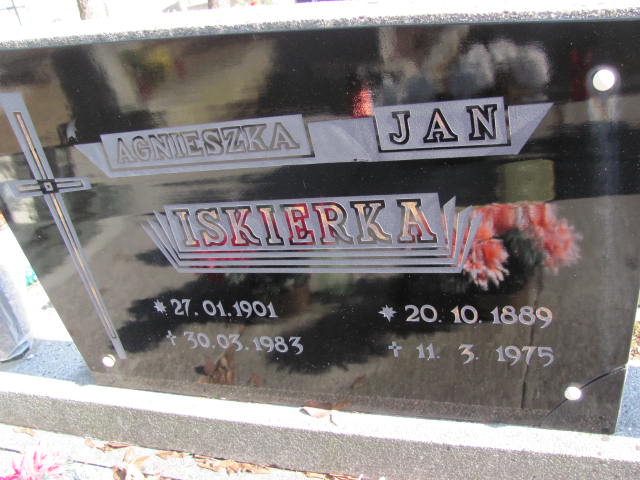 AGNIESZKA JAN
ISKIERKA
* 27.01.1901 * 20.10.1889
† 30.03.1983 † 11.3.1975